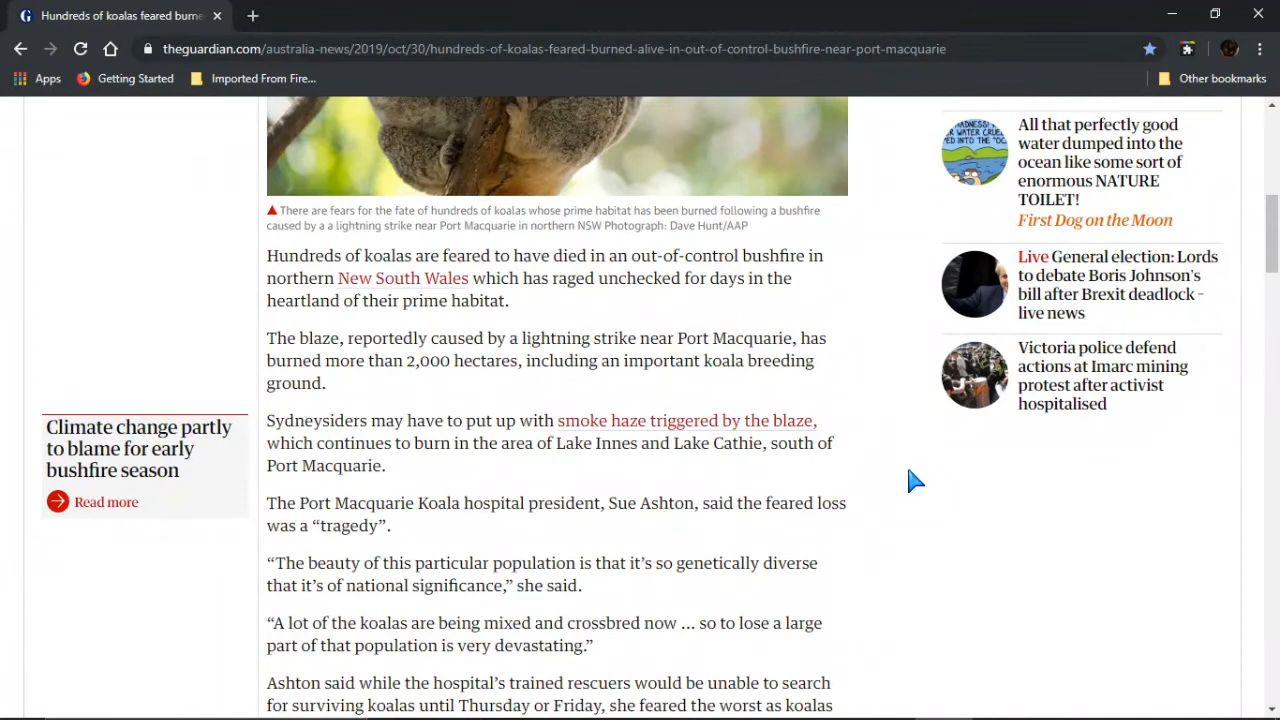 Hundreds of koalas feared burne
theguardian.com/australia-news/2019/oct/30/hundreds-of-koalas-feared-burned-alive-in-out-of-control-bushfire-near-port-macquarie
Apps
Getting Started
Imported From Fire...
Other bookmarks
There are fears for the fate of hundreds of koalas whose prime habitat has been burned following a bushfire
caused by a a lightning strike near Port Macquarie in northern NSW Photograph: Dave Hunt/AAP
Hundreds of koalas are feared to have died in an out-of-control bushfire in
northern New South Wales which has raged unchecked for days in the
heartland of their prime habitat.
The blaze, reportedly caused by a lightning strike near Port Macquarie, has
burned more than 2,000 hectares, including an important koala breeding
ground.
Sydneysiders may have to put up with smoke haze triggered by the blaze,
which continues to burn in the area of Lake Innes and Lake Cathie, south of
Port Macquarie.
The Port Macquarie Koala hospital president, Sue Ashton, said the feared loss
was a “tragedy”.
“The beauty of this particular population is that it’s so genetically diverse
that it’s of national significance,” she said.
“A lot of the koalas are being mixed and crossbred now ... so to lose a large
part of that population is very devastating.”
Ashton said while the hospital’s trained rescuers would be unable to search
for surviving koalas until Thursday or Friday, she feared the worst as koalas
Climate change partly
to blame for early
bushfire season
Read more
All that perfectly good
water dumped into the
ocean like some sort of
enormous NATURE
TOILET!
First Dog on the Moon
Live General election: Lords
to debate Boris Johnson's
bill after Brexit deadlock –
live news
Victoria police defend
actions at Imarc mining
protest after activist
hospitalised